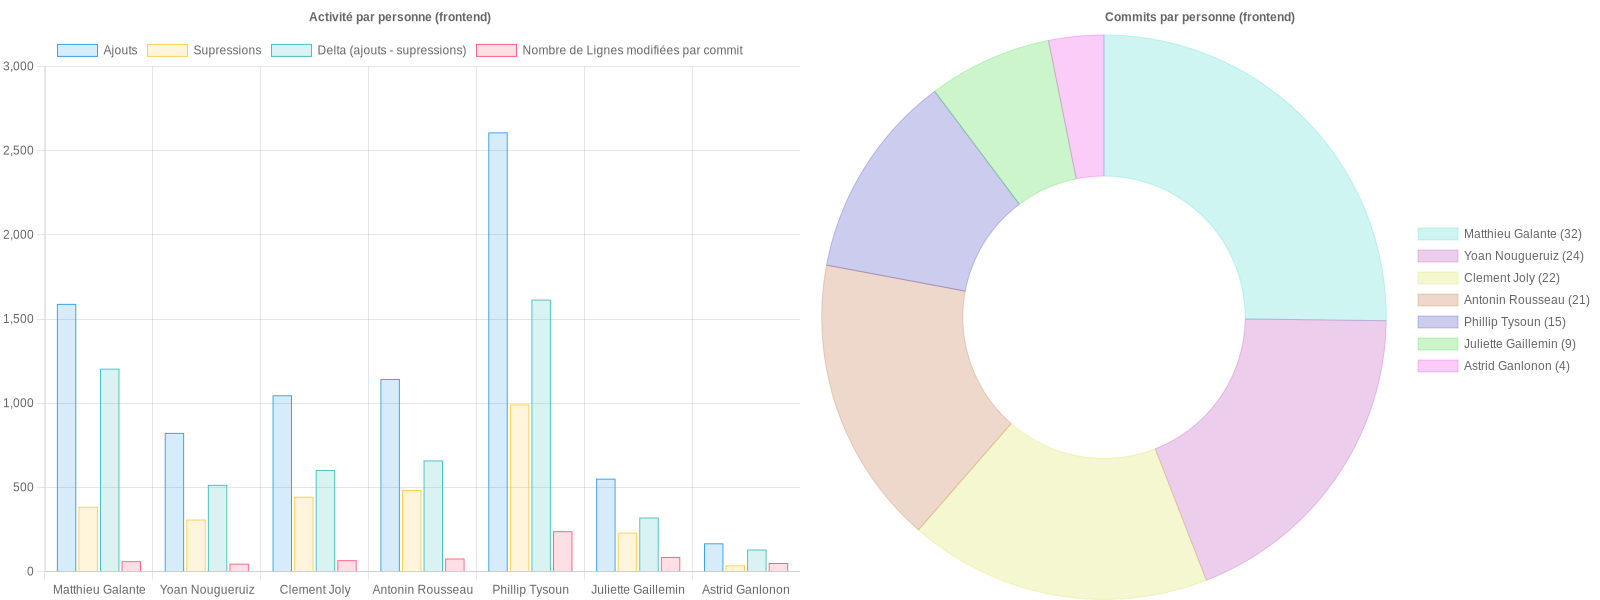 Activité par personne (frontend)
Ajouts
Supressions
Delta (ajouts - supressions)
Nombre de Lignes modifiées par commit
3,000
2,500
2,000
1,500
1,000
500
0
Matthieu Galante
Yoan Nougueruiz
Clement Joly
Antonin Rousseau
Phillip Tysoun
Juliette Gaillemin
Astrid Ganlonon
Commits par personne (frontend)
Matthieu Galante (32)
Yoan Nougueruiz (24)
Clement Joly (22)
Antonin Rousseau (21)
Phillip Tysoun (15)
Juliette Gaillemin (9)
Astrid Ganlonon (4)